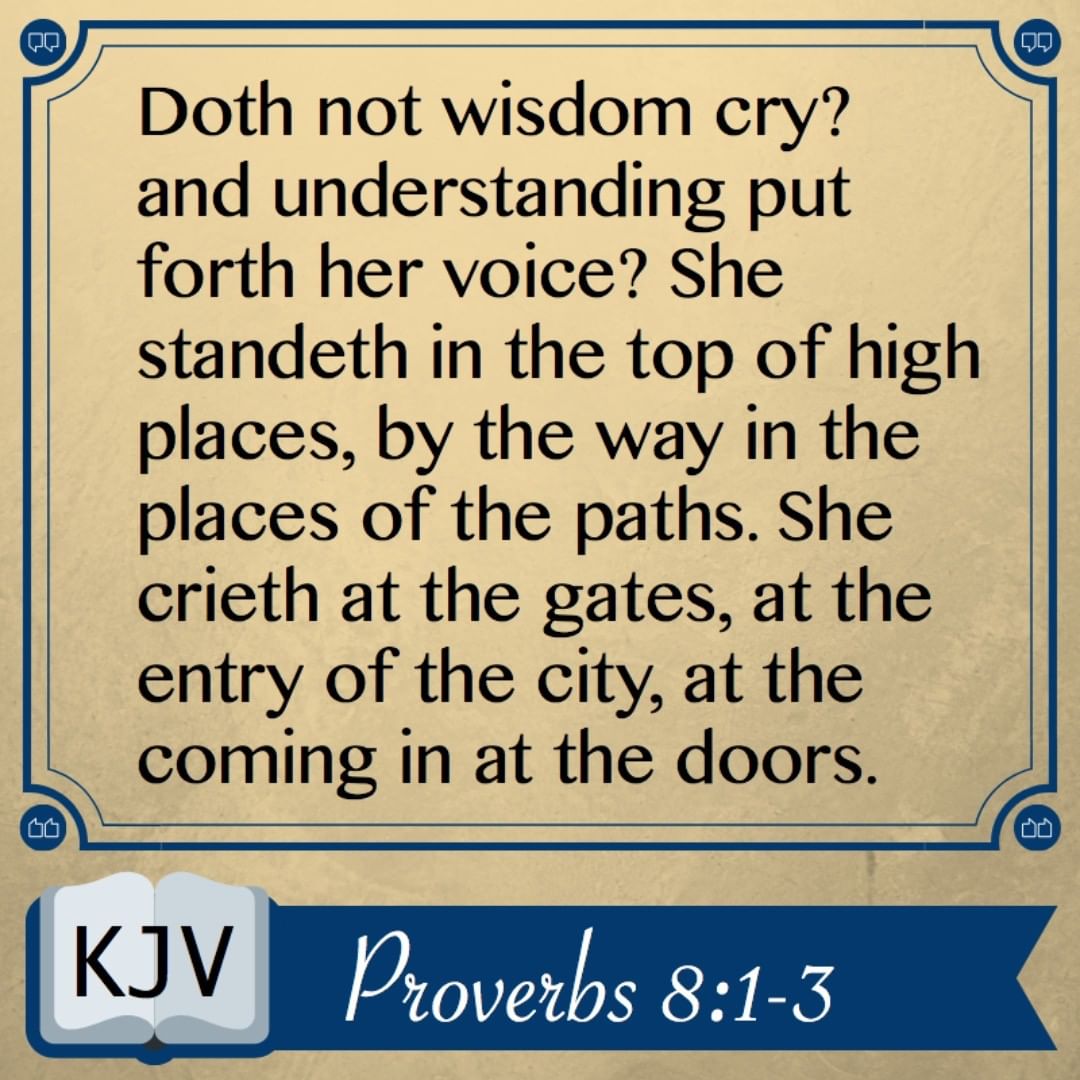 Doth not wisdom cry?
and understanding put
forth her voice? She
standeth in the top of high
places, by the way in the
places of the paths. She
crieth at the gates, at the
entry of the city, at the
coming in at the doors.
KJV
Proverbs 8:1-3